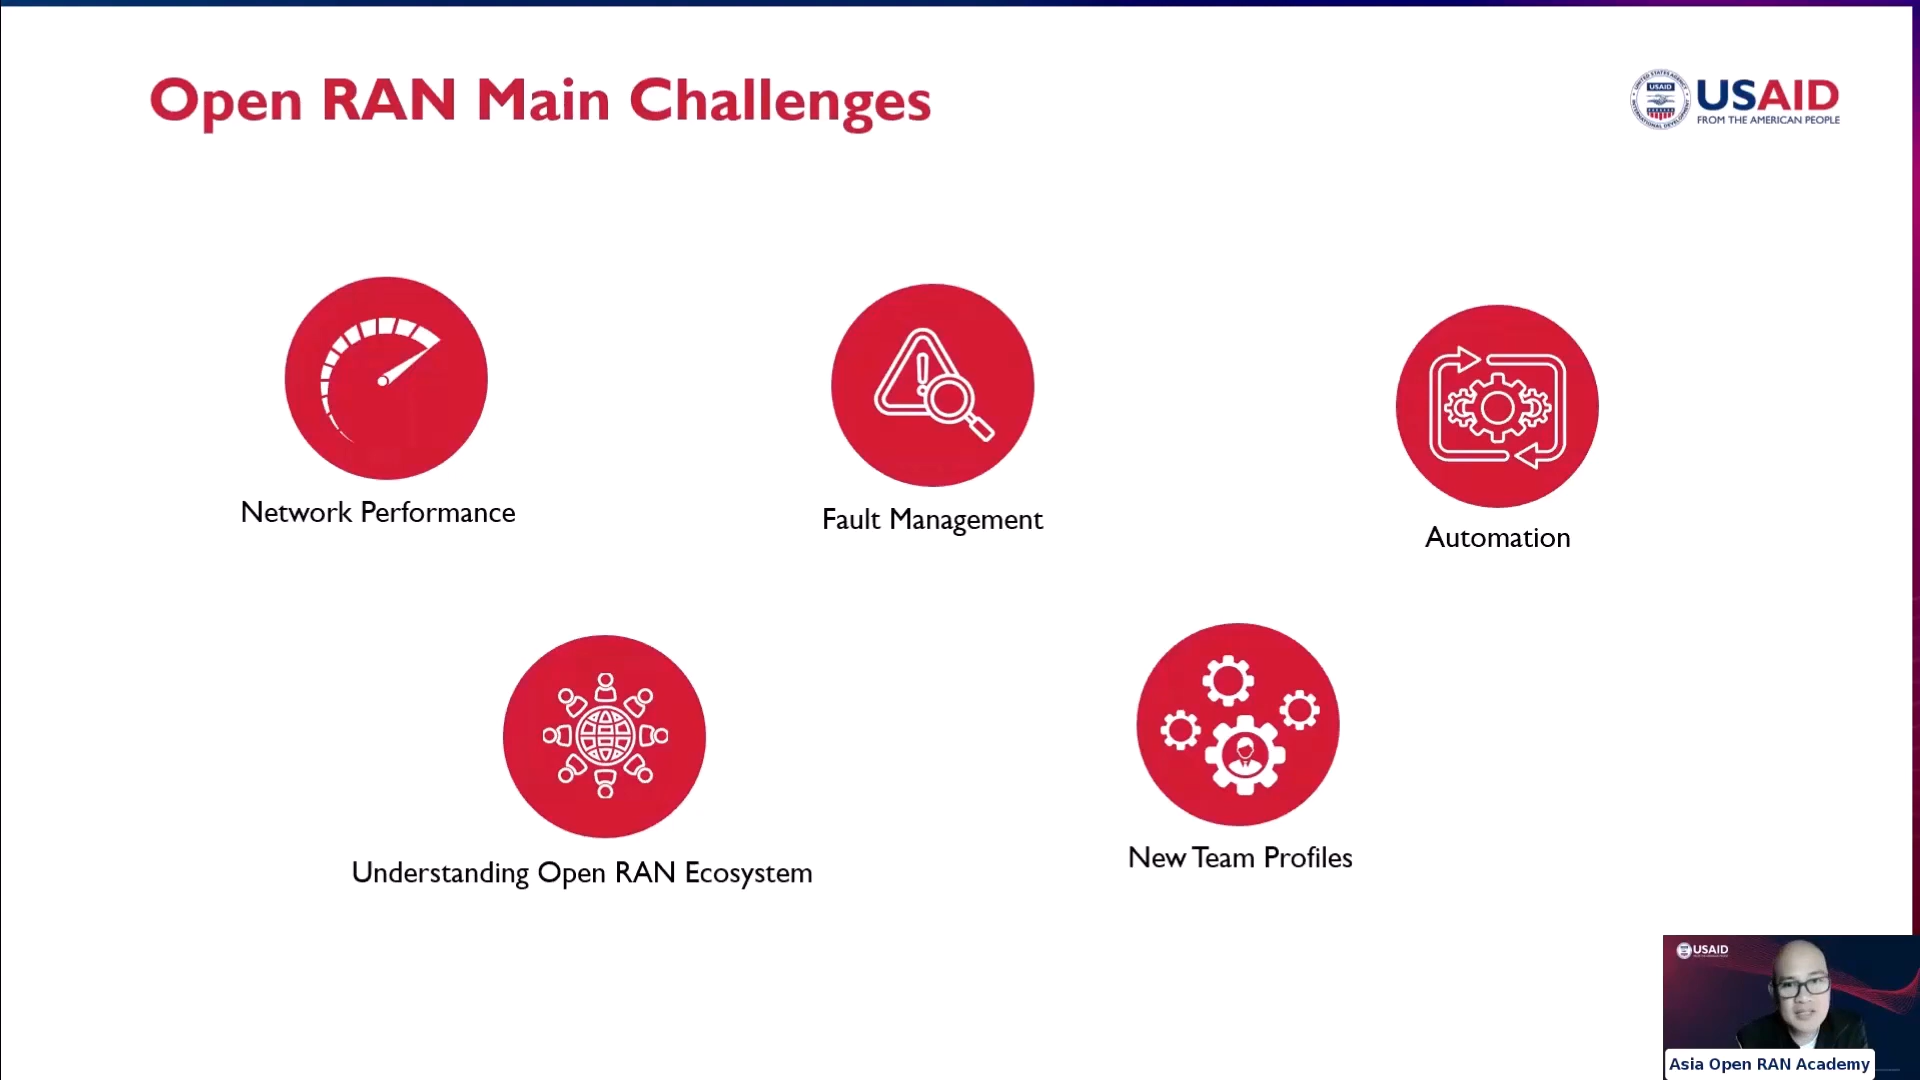 Open RAN Main Challenges
USAID
FROM THE AMERICAN PEOPLE
Network Performance
Fault Management
Automation
Understanding Open RAN Ecosystem
New Team Profiles
USAID
Asia Open RAN Academy